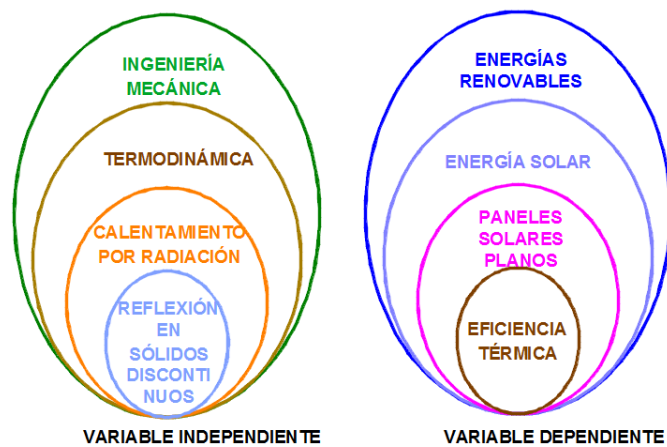 INGENIERÍA
MECÁNICA
TERMODINÁMICA
CALENTAMIENTO
POR RADIACIÓN
REFLEXIÓN
EN
SÓLIDOS
DISCONTI
NUOS
VARIABLE INDEPENDIENTE
ENERGÍAS
RENOVABLES
ENERGÍA SOLAR
PANELES
SOLARES
PLANOS
EFICIENCIA
TÉRMICA
VARIABLE DEPENDIENTE